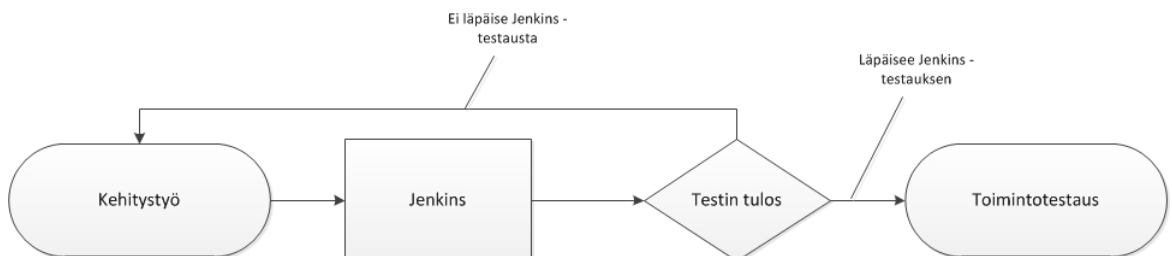 Ei läpäise Jenkins -
testausta
Läpäisee Jenkins -
testauksen
Kehitystyö
Jenkins
Testin tulos
Toimintotestaus